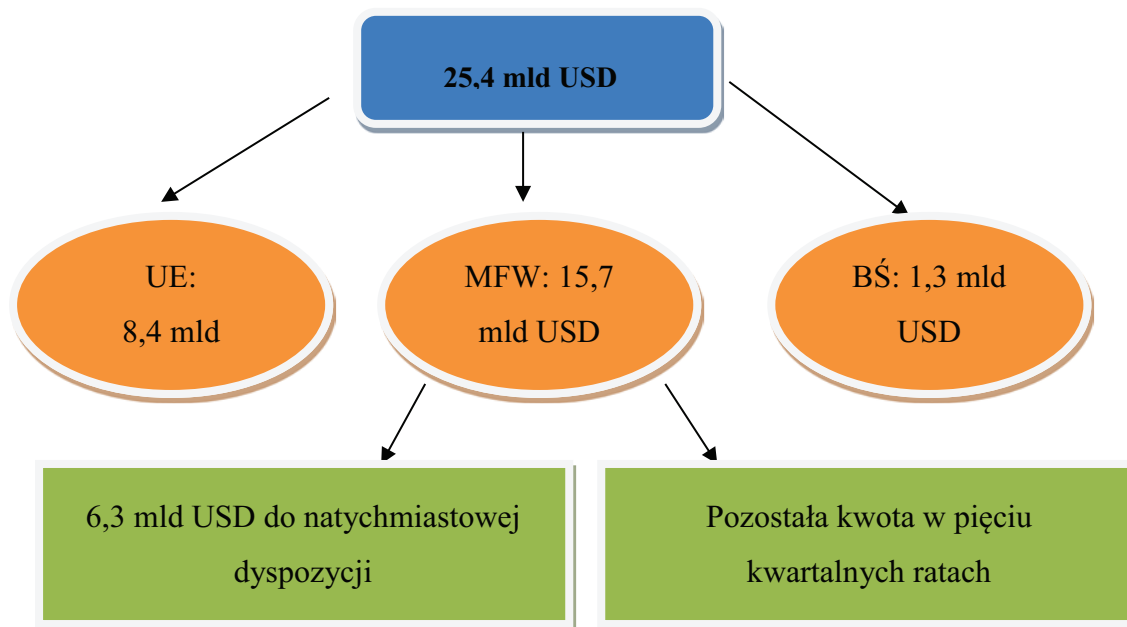 25,4 mld USD
UE:
8,4 mld
MFW: 15,7
mld USD
BŚ: 1,3 mld
USD
6,3 mld USD do natychmiastowej
dyspozycji
Pozostała kwota w pięciu
kwartalnych ratach